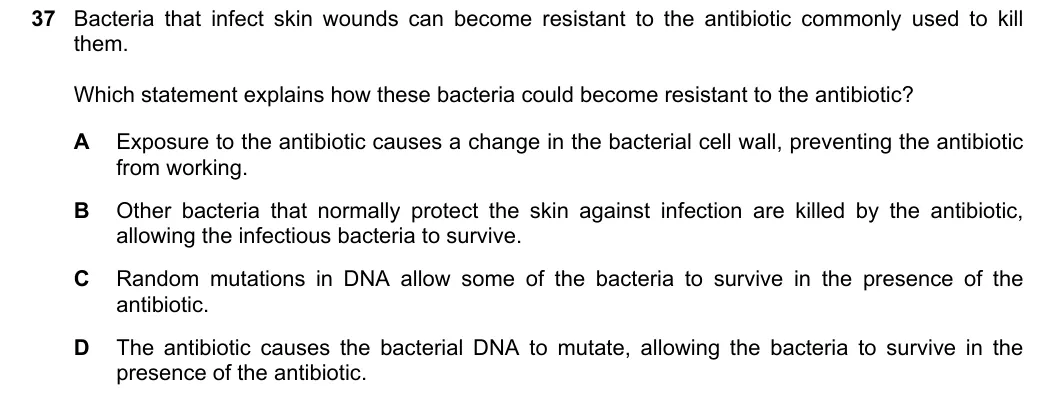 37 Bacteria that infect skin wounds can become resistant to the antibiotic commonly used to kill
them.
Which statement explains how these bacteria could become resistant to the antibiotic?
A Exposure to the antibiotic causes a change in the bacterial cell wall, preventing the antibiotic
from working.
B Other bacteria that normally protect the skin against infection are killed by the antibiotic,
allowing the infectious bacteria to survive.
C Random mutations in DNA allow some of the bacteria to survive in the presence of the
antibiotic.
D The antibiotic causes the bacterial DNA to mutate, allowing the bacteria to survive in the
presence of the antibiotic.